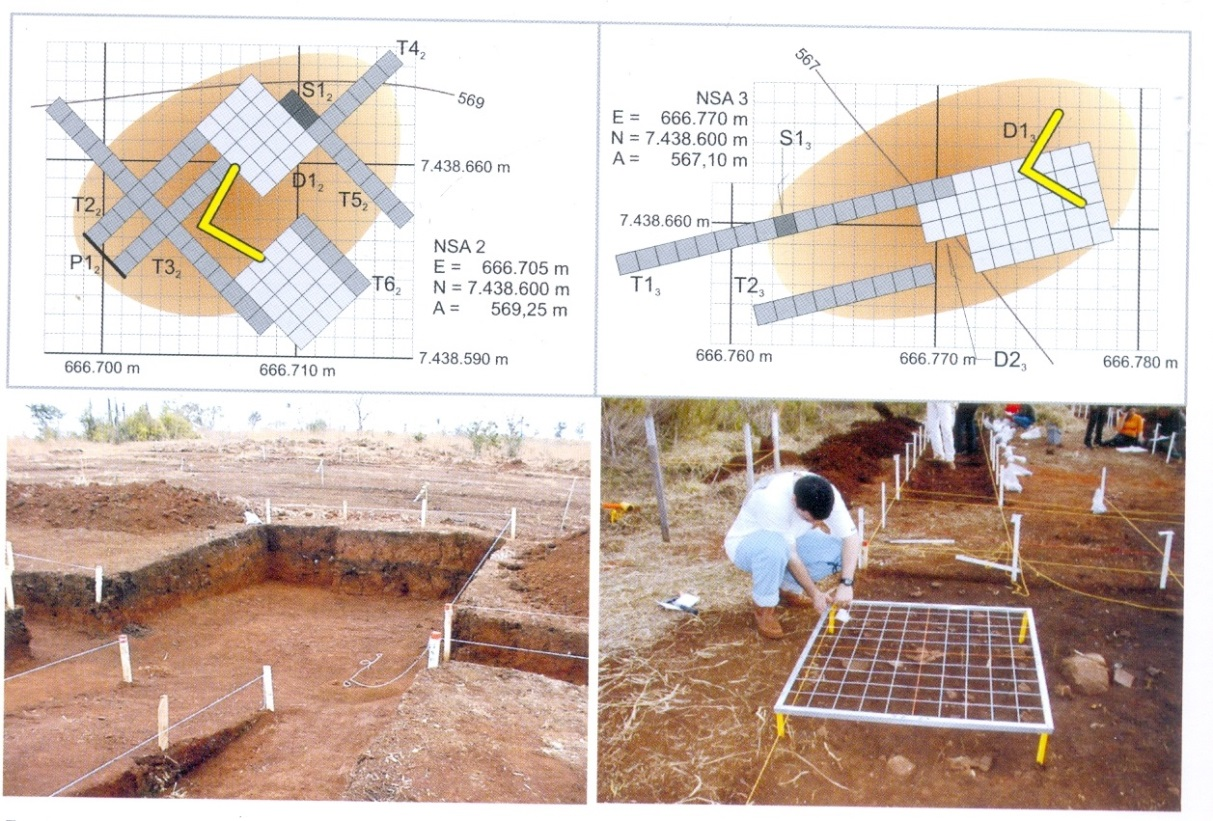 T4₂
S1₂
569
7.438.660 m
D1₂
T5₂
T2₂
P1₂
T3₂
T6₂
NSA 2
E = 666.705 m
N = 7.438.600 m
A = 569,25 m
7.438.590 m
666.700 m
666.710 m
567
NSA 3
E = 666.770 m
N = 7.438.600 m
A = 567,10 m
S1₃
D1₃
7.438.660 m
T1₃
T2₃
666.760 m
666.770 m
D2₃
666.780 m